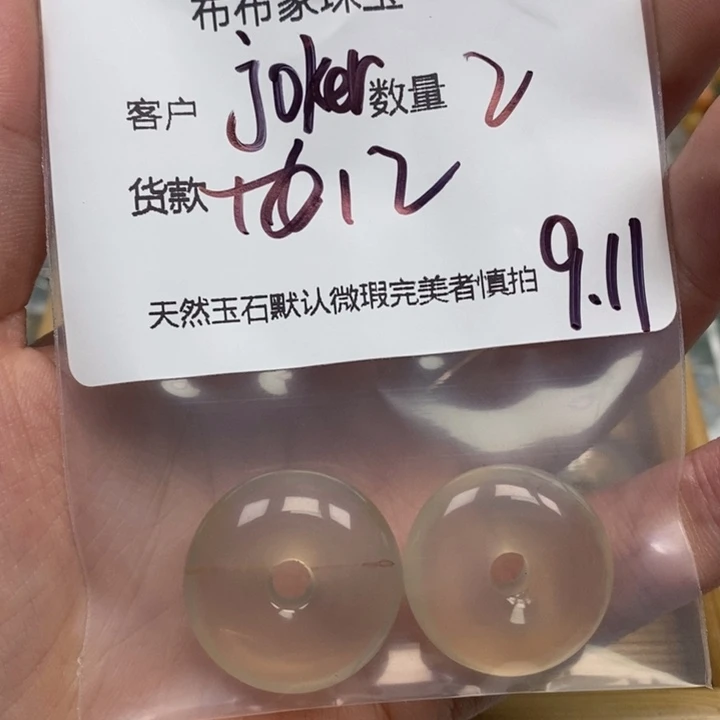 布布家珠宝
客户 joker 数量 2
货款 +612
天然玉石默认微瑕完美者慎拍 9.11